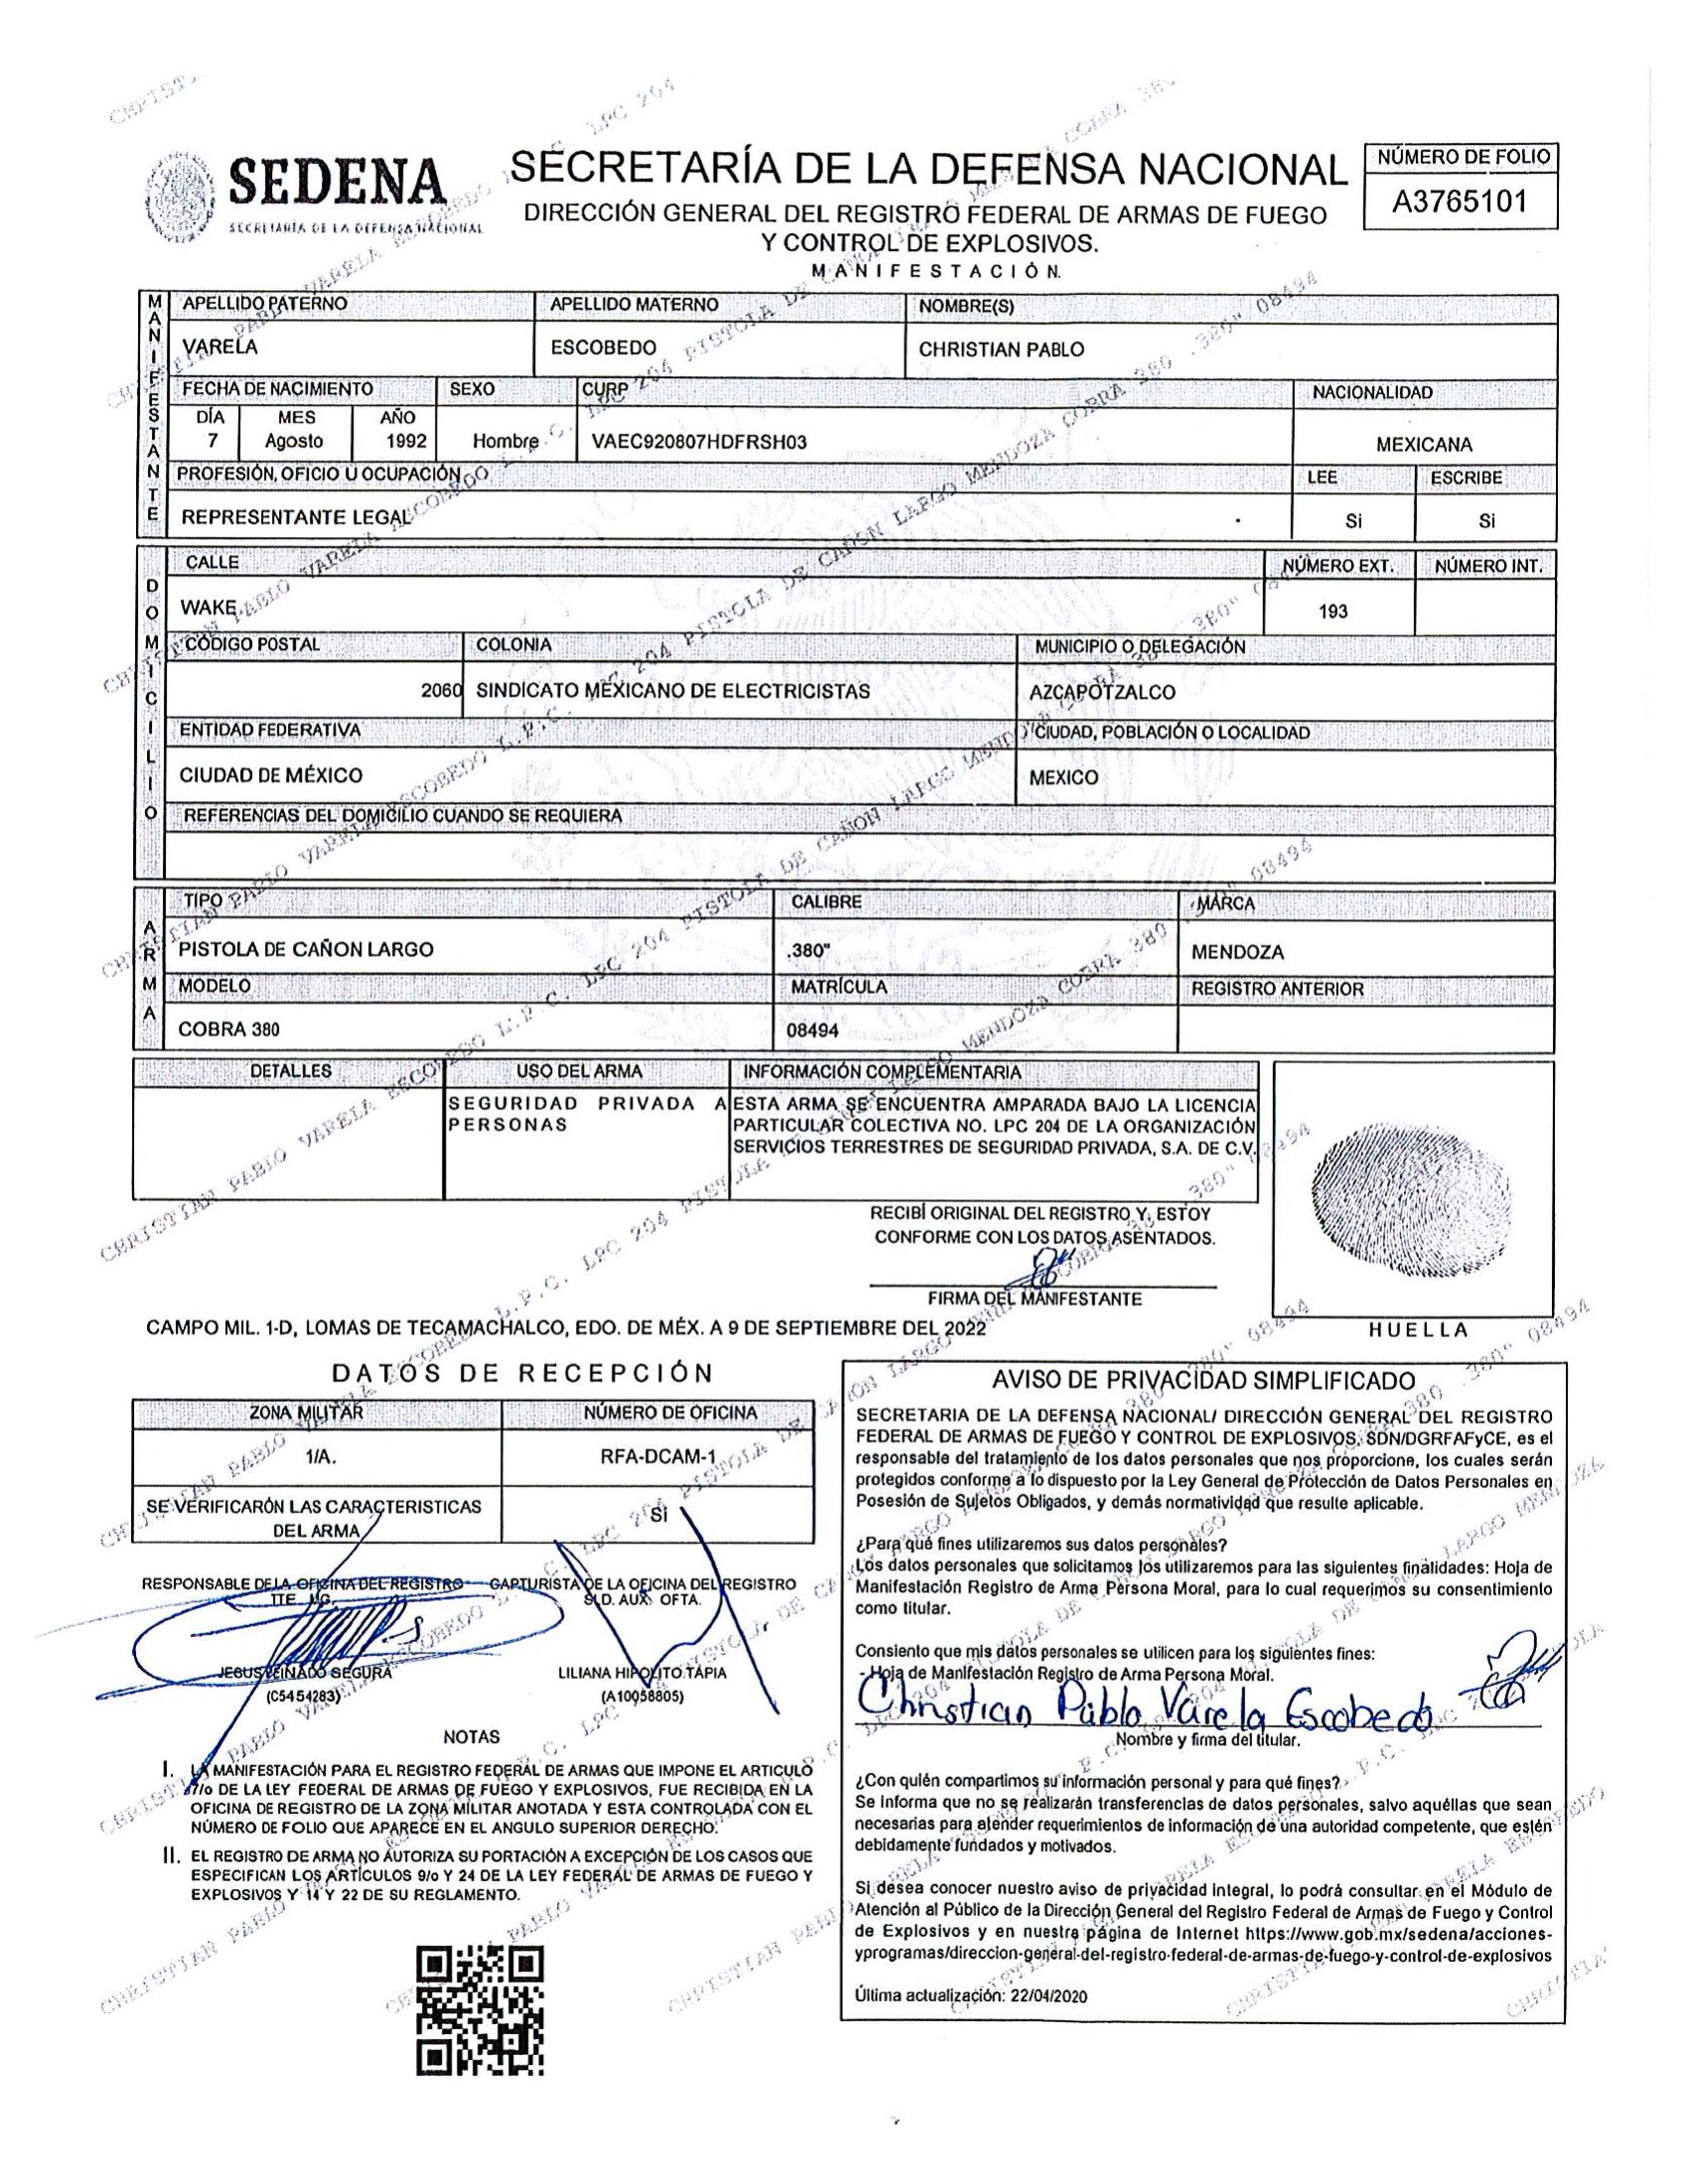 SEDENA
SECRETARÍA DE LA DEFENSA NACIONAL
SECRETARÍA DE LA DEFENSA NACIONAL
DIRECCIÓN GENERAL DEL REGISTRO FEDERAL DE ARMAS DE FUEGO
Y CONTROL DE EXPLOSIVOS.
MANIFESTACIÓN
NÚMERO DE FOLIO
A3765101
MANIFESTANTE
APELLIDO PATERNO APELLIDO MATERNO NOMBRE(S)
VARELA ESCOBEDO CHRISTIAN PABLO
FECHA DE NACIMIENTO SEXO CURP NACIONALIDAD
DÍA MES AÑO
7 Agosto 1992 Hombre VAEC920807HDFRSH03 MEXICANA
PROFESIÓN, OFICIO U OCUPACIÓN LEE ESCRIBE
REPRESENTANTE LEGAL Si Si
DOMICILIO
CALLE NÚMERO EXT. NÚMERO INT.
WAKE 193
CÓDIGO POSTAL COLONIA MUNICIPIO O DELEGACIÓN
2060 SINDICATO MEXICANO DE ELECTRICISTAS AZCAPOTZALCO
ENTIDAD FEDERATIVA CIUDAD, POBLACIÓN O LOCALIDAD
CIUDAD DE MÉXICO MEXICO
REFERENCIAS DEL DOMICILIO CUANDO SE REQUIERA
ARMA
TIPO CALIBRE MARCA
PISTOLA DE CAÑON LARGO .380" MENDOZA
MODELO MATRÍCULA REGISTRO ANTERIOR
COBRA 380 08494
DETALLES USO DEL ARMA INFORMACIÓN COMPLEMENTARIA
SEGURIDAD PRIVADA A
PERSONAS
ESTA ARMA SE ENCUENTRA AMPARADA BAJO LA LICENCIA
PARTICULAR COLECTIVA NO. LPC 204 DE LA ORGANIZACIÓN
SERVICIOS TERRESTRES DE SEGURIDAD PRIVADA, S.A. DE C.V.
RECIBÍ ORIGINAL DEL REGISTRO Y, ESTOY
CONFORME CON LOS DATOS ASENTADOS.
FIRMA DEL MANIFESTANTE
HUELLA
CAMPO MIL. 1-D, LOMAS DE TECAMACHALCO, EDO. DE MÉX. A 9 DE SEPTIEMBRE DEL 2022
DATOS DE RECEPCIÓN
ZONA MILITAR NÚMERO DE OFICINA
1/A. RFA-DCAM-1
SE VERIFICARÓN LAS CARACTERISTICAS
DEL ARMA
SI
RESPONSABLE DE LA OFICINA DEL REGISTRO CAPTURISTA DE LA OFICINA DEL REGISTRO
TTE. MG. SLD. AUX. OFTA.
JESUS PEINADO SEGURA LILIANA HIPOLITO TAPIA
(C5454283) (A10058805)
NOTAS
I. LA MANIFESTACIÓN PARA EL REGISTRO FEDERAL DE ARMAS QUE IMPONE EL ARTICULO
7/o DE LA LEY FEDERAL DE ARMAS DE FUEGO Y EXPLOSIVOS, FUE RECIBIDA EN LA
OFICINA DE REGISTRO DE LA ZONA MILITAR ANOTADA Y ESTA CONTROLADA CON EL
NÚMERO DE FOLIO QUE APARECE EN EL ANGULO SUPERIOR DERECHO.
II. EL REGISTRO DE ARMA NO AUTORIZA SU PORTACIÓN A EXCEPCIÓN DE LOS CASOS QUE
ESPECIFICAN LOS ARTÍCULOS 9/o Y 24 DE LA LEY FEDERAL DE ARMAS DE FUEGO Y
EXPLOSIVOS Y 14 Y 22 DE SU REGLAMENTO.
AVISO DE PRIVACIDAD SIMPLIFICADO
SECRETARIA DE LA DEFENSA NACIONAL/ DIRECCIÓN GENERAL DEL REGISTRO
FEDERAL DE ARMAS DE FUEGO Y CONTROL DE EXPLOSIVOS, SDN/DGRFAFyCE, es el
responsable del tratamiento de los datos personales que nos proporcione, los cuales serán
protegidos conforme a lo dispuesto por la Ley General de Protección de Datos Personales en
Posesión de Sujetos Obligados, y demás normatividad que resulte aplicable.
¿Para qué fines utilizaremos sus datos personales?
Los datos personales que solicitamos los utilizaremos para las siguientes finalidades: Hoja de
Manifestación Registro de Arma Persona Moral, para lo cual requerimos su consentimiento
como titular.
Consiento que mis datos personales se utilicen para los siguientes fines:
- Hoja de Manifestación Registro de Arma Persona Moral.
Christian Pablo Varela Escobedo
Nombre y firma del titular.
¿Con quién compartimos su información personal y para qué fines?
Se informa que no se realizarán transferencias de datos personales, salvo aquéllas que sean
necesarias para atender requerimientos de información de una autoridad competente, que estén
debidamente fundados y motivados.
Si desea conocer nuestro aviso de privacidad integral, lo podrá consultar en el Módulo de
Atención al Público de la Dirección General del Registro Federal de Armas de Fuego y Control
de Explosivos y en nuestra página de Internet https://www.gob.mx/sedena/acciones-
yprogramas/direccion-general-del-registro-federal-de-armas-de-fuego-y-control-de-explosivos
Última actualización: 22/04/2020